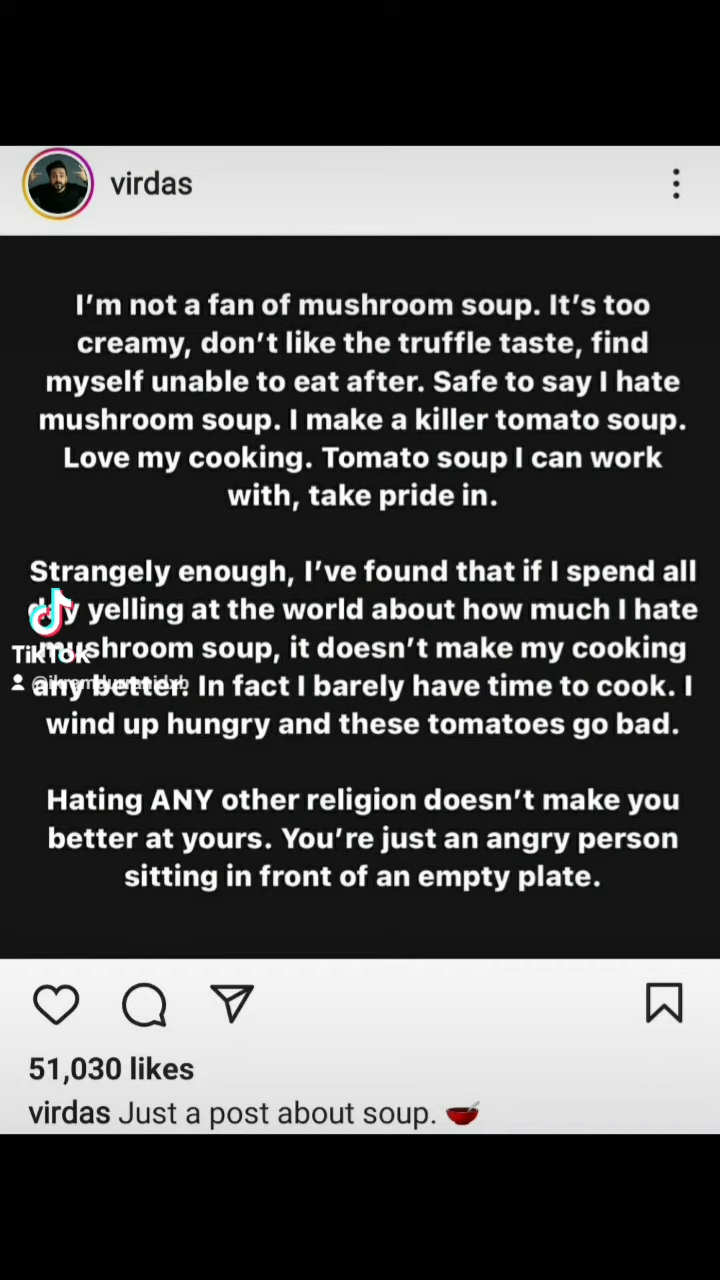 virdas
I'm not a fan of mushroom soup. It's too
creamy, don't like the truffle taste, find
myself unable to eat after. Safe to say I hate
mushroom soup. I make a killer tomato soup.
Love my cooking. Tomato soup I can work
with, take pride in.
Strangely enough, I've found that if I spend all
day yelling at the world about how much I hate
mushroom soup, it doesn't make my cooking
any better. In fact I barely have time to cook. I
wind up hungry and these tomatoes go bad.
Hating ANY other religion doesn't make you
better at yours. You're just an angry person
sitting in front of an empty plate.
TikTok
51,030 likes
virdas Just a post about soup.